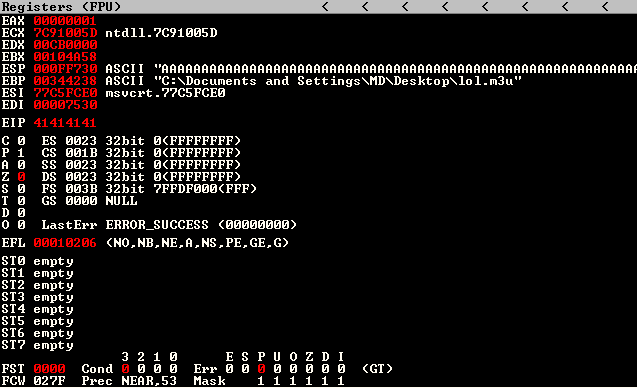 Registers (FPU) < < < < < < < <
EAX 00000001
ECX 7C91005D ntdll.7C91005D
EDX 00CB0000
EBX 00104A58
ESP 000FF730 ASCII "AAAAAAAAAAAAAAAAAAAAAAAAAAAAAAAAAAAAAAAAAAAAAAAAAAAAAAAAAAA
EBP 00344238 ASCII "C:\Documents and Settings\MD\Desktop\lol.m3u"
ESI 77C5FCE0 msvcrt.77C5FCE0
EDI 00007530
EIP 41414141
C 0 ES 0023 32bit 0(FFFFFFFF)
P 1 CS 001B 32bit 0(FFFFFFFF)
A 0 SS 0023 32bit 0(FFFFFFFF)
Z 0 DS 0023 32bit 0(FFFFFFFF)
S 0 FS 003B 32bit 7FFDF000(FFF)
T 0 GS 0000 NULL
D 0
O 0 LastErr ERROR_SUCCESS (00000000)
EFL 00010206 (NO,NB,NE,A,NS,PE,GE,G)
ST0 empty
ST1 empty
ST2 empty
ST3 empty
ST4 empty
ST5 empty
ST6 empty
ST7 empty
3 2 1 0 E S P U O Z D I
FST 0000 Cond 0 0 0 0 Err 0 0 0 0 0 0 0 0 (GT)
FCW 027F Prec NEAR,53 Mask 1 1 1 1 1 1